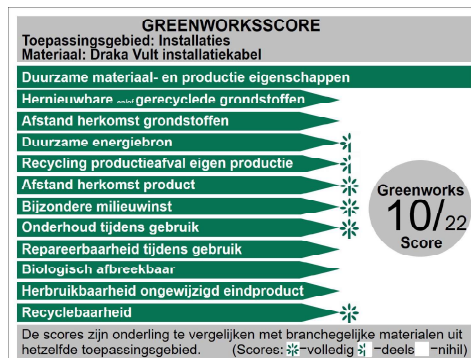 GREENWORKSSCORE
Toepassingsgebied: Installaties
Materiaal: Draka Vult installatiekabel
Duurzame materiaal- en productie eigenschappen
Hernieuwbare en/of gerecyclede grondstoffen
Afstand herkomst grondstoffen
Duurzame energiebron
Recycling productieafval eigen productie
Afstand herkomst product
Bijzondere milieuwinst
Onderhoud tijdens gebruik
Repareerbaarheid tijdens gebruik
Biologisch afbreekbaar
Herbruikbaarheid ongewijzigd eindproduct
Recyclebaarheid
Greenworks
10/22
Score
De scores zijn onderling te vergelijken met branchegelijke materialen uit
hetzelfde toepassingsgebied. (Scores: =volledig =deels =nihil)